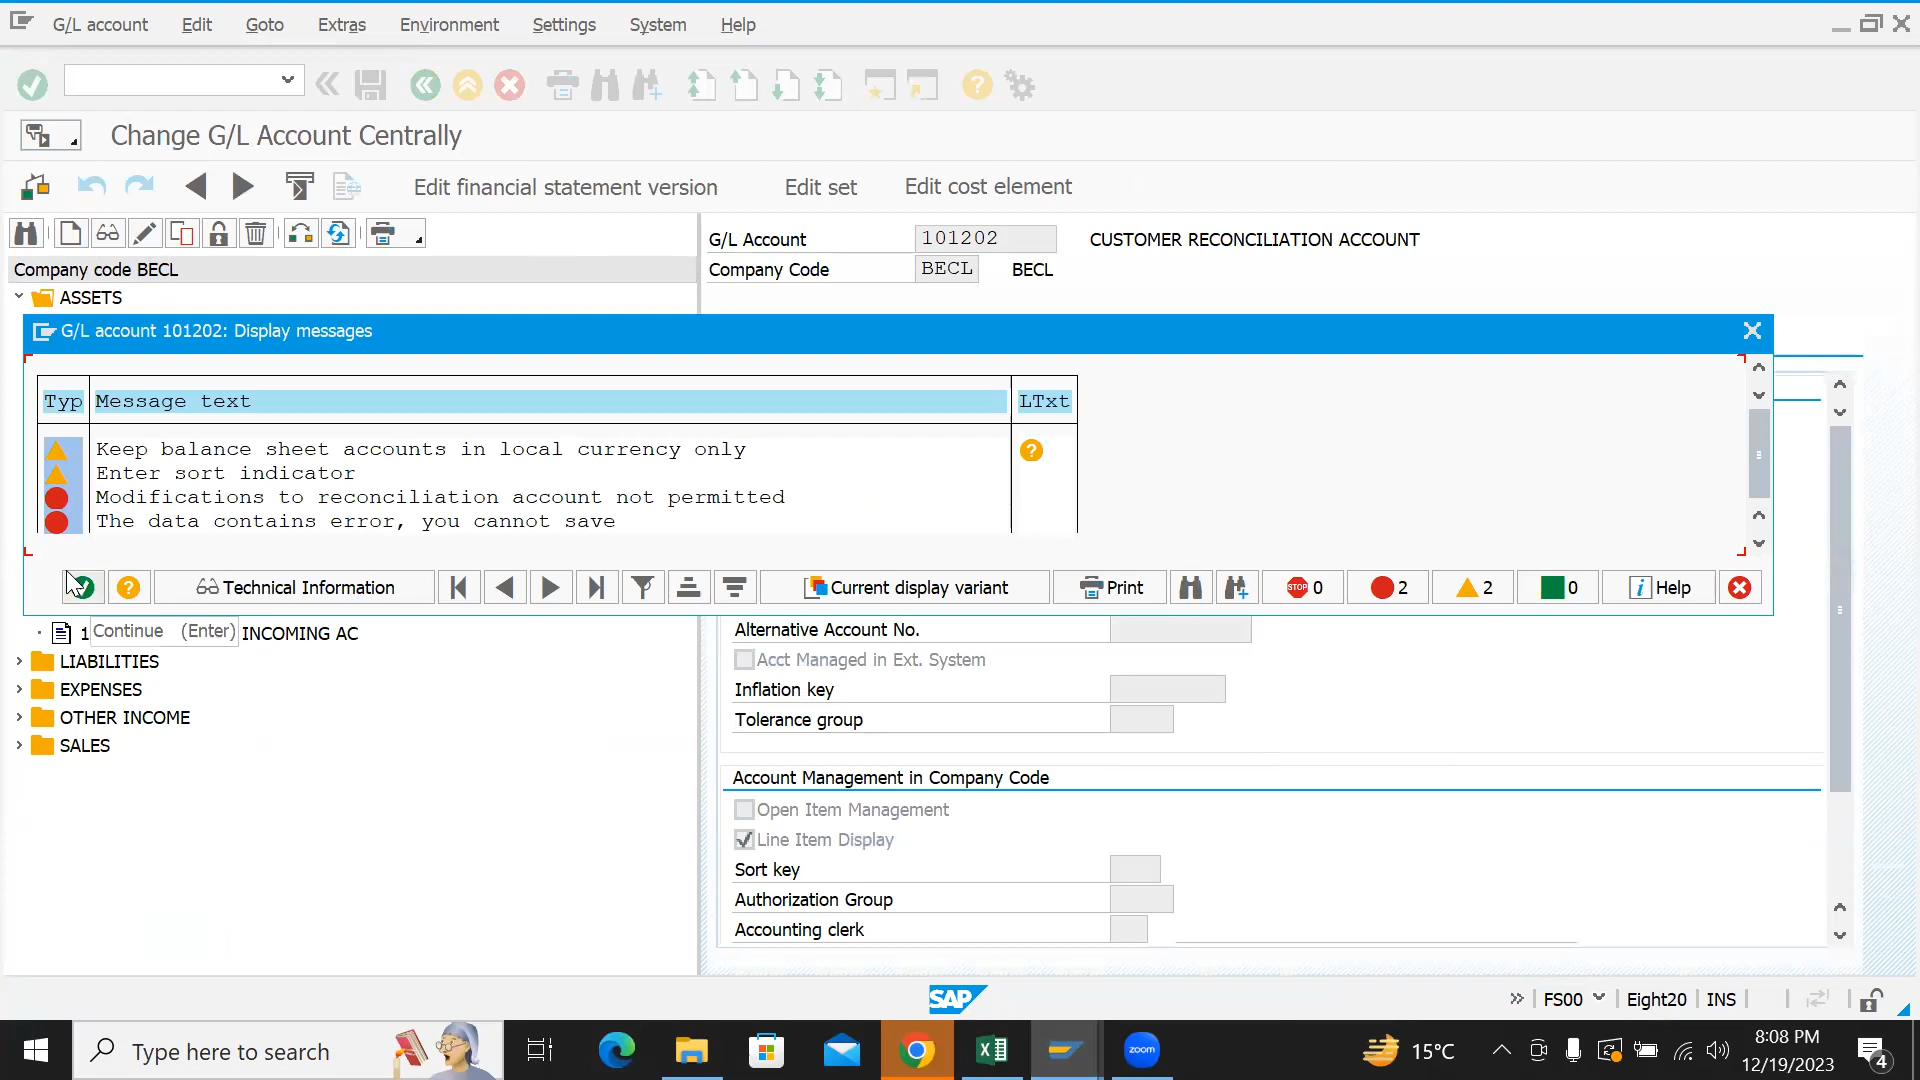 G/L account Edit Goto Extras Environment Settings System Help
Change G/L Account Centrally
Edit financial statement version Edit set Edit cost element
G/L Account 101202 CUSTOMER RECONCILIATION ACCOUNT
Company code BECL
Company Code BECL BECL
ASSETS
G/L account 101202: Display messages
Typ Message text LTxt
Keep balance sheet accounts in local currency only
Enter sort indicator
Modifications to reconciliation account not permitted
The data contains error, you cannot save
Technical Information Current display variant Print STOP 0 2 2 0 Help
1 Continue (Enter) INCOMING AC
Alternative Account No.
LIABILITIES
Acct Managed in Ext. System
EXPENSES
Inflation key
OTHER INCOME
Tolerance group
SALES
Account Management in Company Code
Open Item Management
Line Item Display
Sort key
Authorization Group
Accounting clerk
SAP
FS00 Eight20 INS
Type here to search
zoom
15°C
8:08 PM
12/19/2023
4